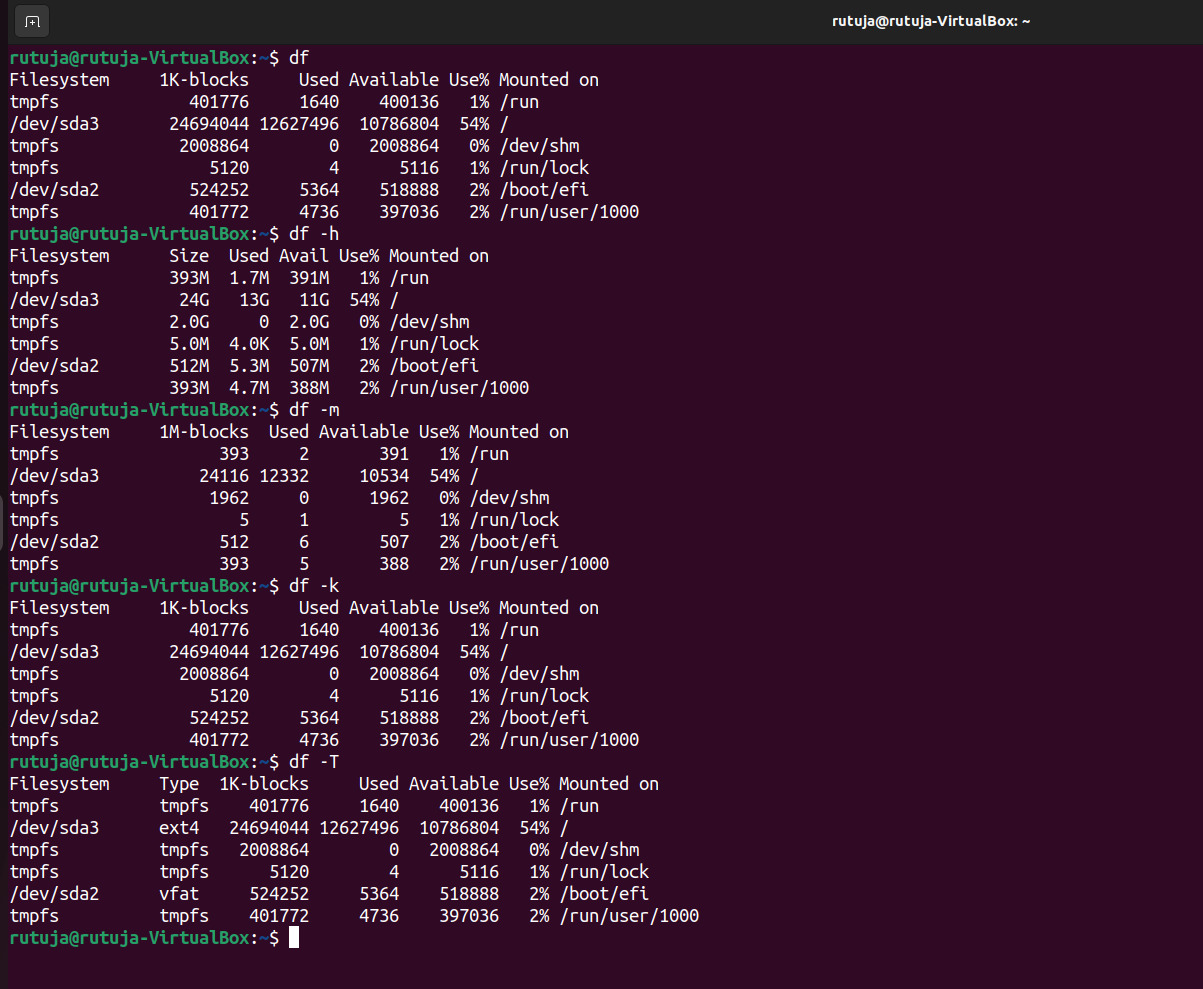 rutuja@rutuja-VirtualBox: ~
rutuja@rutuja-VirtualBox:~$ df
Filesystem     1K-blocks     Used Available Use% Mounted on
tmpfs             401776     1640    400136   1% /run
/dev/sda3       24694044 12627496  10786804  54% /
tmpfs            2008864        0   2008864   0% /dev/shm
tmpfs               5120        4      5116   1% /run/lock
/dev/sda2         524252     5364    518888   2% /boot/efi
tmpfs             401772     4736    397036   2% /run/user/1000
rutuja@rutuja-VirtualBox:~$ df -h
Filesystem      Size  Used Avail Use% Mounted on
tmpfs           393M  1.7M  391M   1% /run
/dev/sda3        24G   13G   11G  54% /
tmpfs           2.0G     0  2.0G   0% /dev/shm
tmpfs           5.0M  4.0K  5.0M   1% /run/lock
/dev/sda2       512M  5.3M  507M   2% /boot/efi
tmpfs           393M  4.7M  388M   2% /run/user/1000
rutuja@rutuja-VirtualBox:~$ df -m
Filesystem     1M-blocks  Used Available Use% Mounted on
tmpfs                393     2       391   1% /run
/dev/sda3          24116 12332     10534  54% /
tmpfs               1962     0      1962   0% /dev/shm
tmpfs                  5     1         5   1% /run/lock
/dev/sda2            512     6       507   2% /boot/efi
tmpfs                393     5       388   2% /run/user/1000
rutuja@rutuja-VirtualBox:~$ df -k
Filesystem     1K-blocks     Used Available Use% Mounted on
tmpfs             401776     1640    400136   1% /run
/dev/sda3       24694044 12627496  10786804  54% /
tmpfs            2008864        0   2008864   0% /dev/shm
tmpfs               5120        4      5116   1% /run/lock
/dev/sda2         524252     5364    518888   2% /boot/efi
tmpfs             401772     4736    397036   2% /run/user/1000
rutuja@rutuja-VirtualBox:~$ df -T
Filesystem     Type  1K-blocks     Used Available Use% Mounted on
tmpfs          tmpfs    401776     1640    400136   1% /run
/dev/sda3      ext4   24694044 12627496  10786804  54% /
tmpfs          tmpfs   2008864        0   2008864   0% /dev/shm
tmpfs          tmpfs      5120        4      5116   1% /run/lock
/dev/sda2      vfat     524252     5364    518888   2% /boot/efi
tmpfs          tmpfs    401772     4736    397036   2% /run/user/1000
rutuja@rutuja-VirtualBox:~$